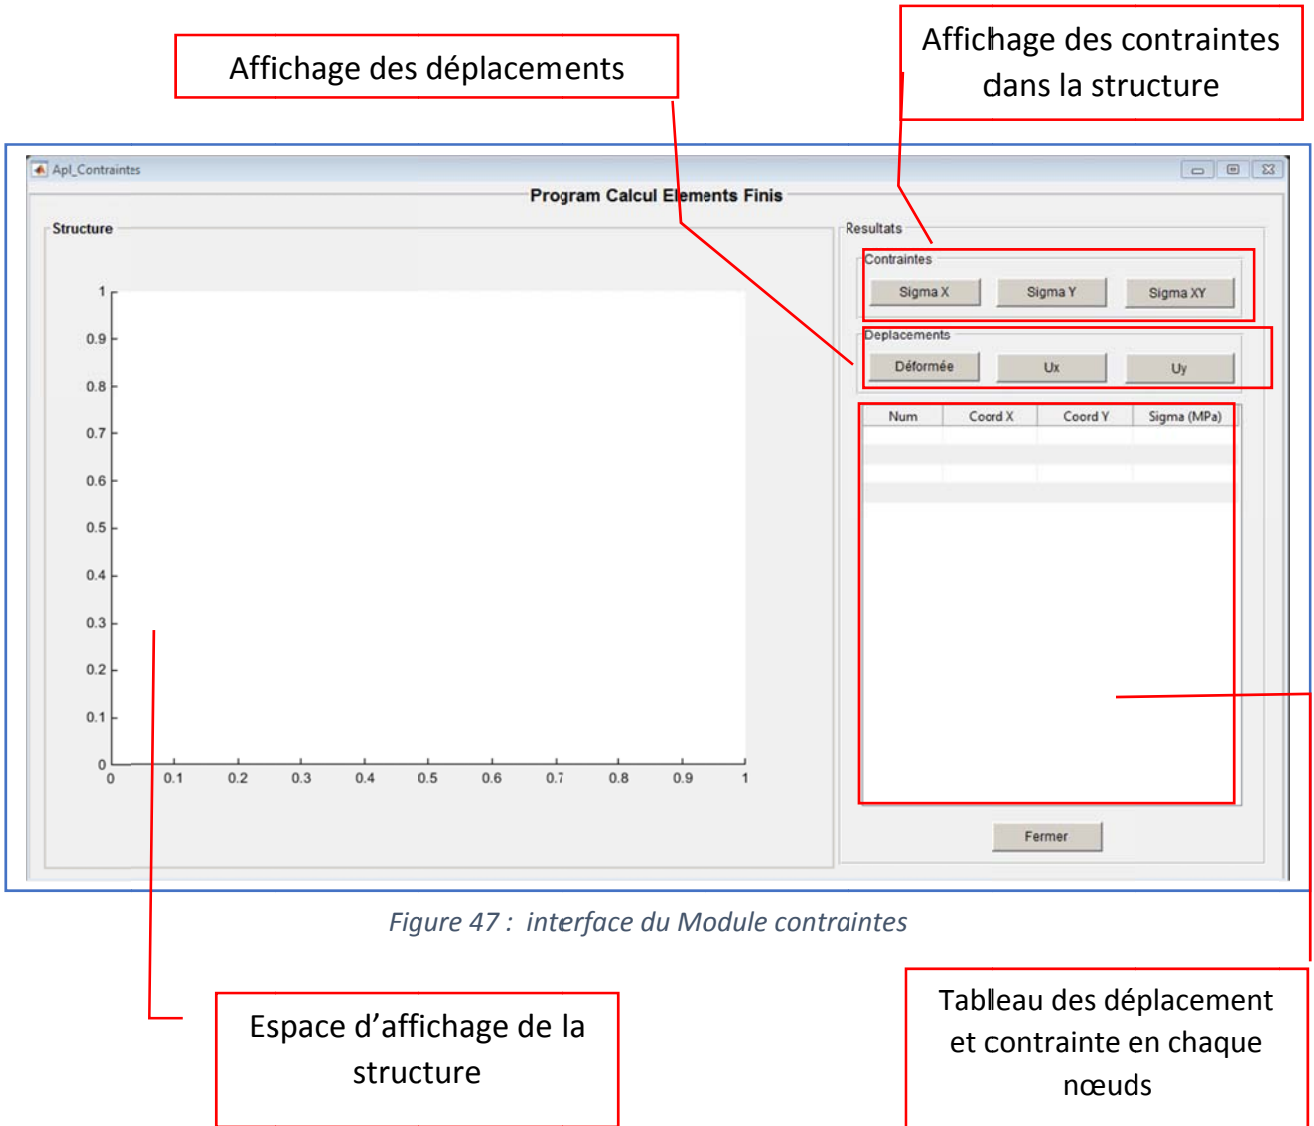 Affichage des déplacements
Affichage des contraintes
dans la structure
Apl_Contraintes
Program Calcul Elements Finis
Structure
1
0.9
0.8
0.7
0.6
0.5
0.4
0.3
0.2
0.1
0
0 0.1 0.2 0.3 0.4 0.5 0.6 0.7 0.8 0.9 1
Resultats
Contraintes
Sigma X Sigma Y Sigma XY
Deplacements
Déformée Ux Uy
Num Coord X Coord Y Sigma (MPa)
Fermer
Figure 47 : interface du Module contraintes
Espace d’affichage de la
structure
Tableau des déplacement
et contrainte en chaque
nœuds